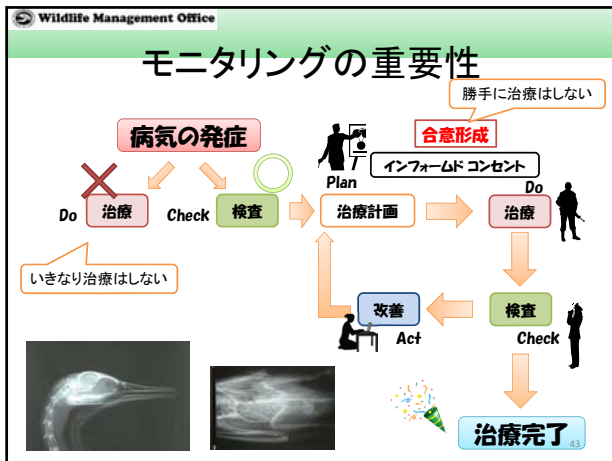 Wildlife Management Office
モニタリングの重要性
勝手に治療はしない
病気の発症
合意形成
インフォームド コンセント
Plan
Do
Do
治療
Check
検査
治療計画
治療
いきなり治療はしない
改善
検査
Act
Check
治療完了
43